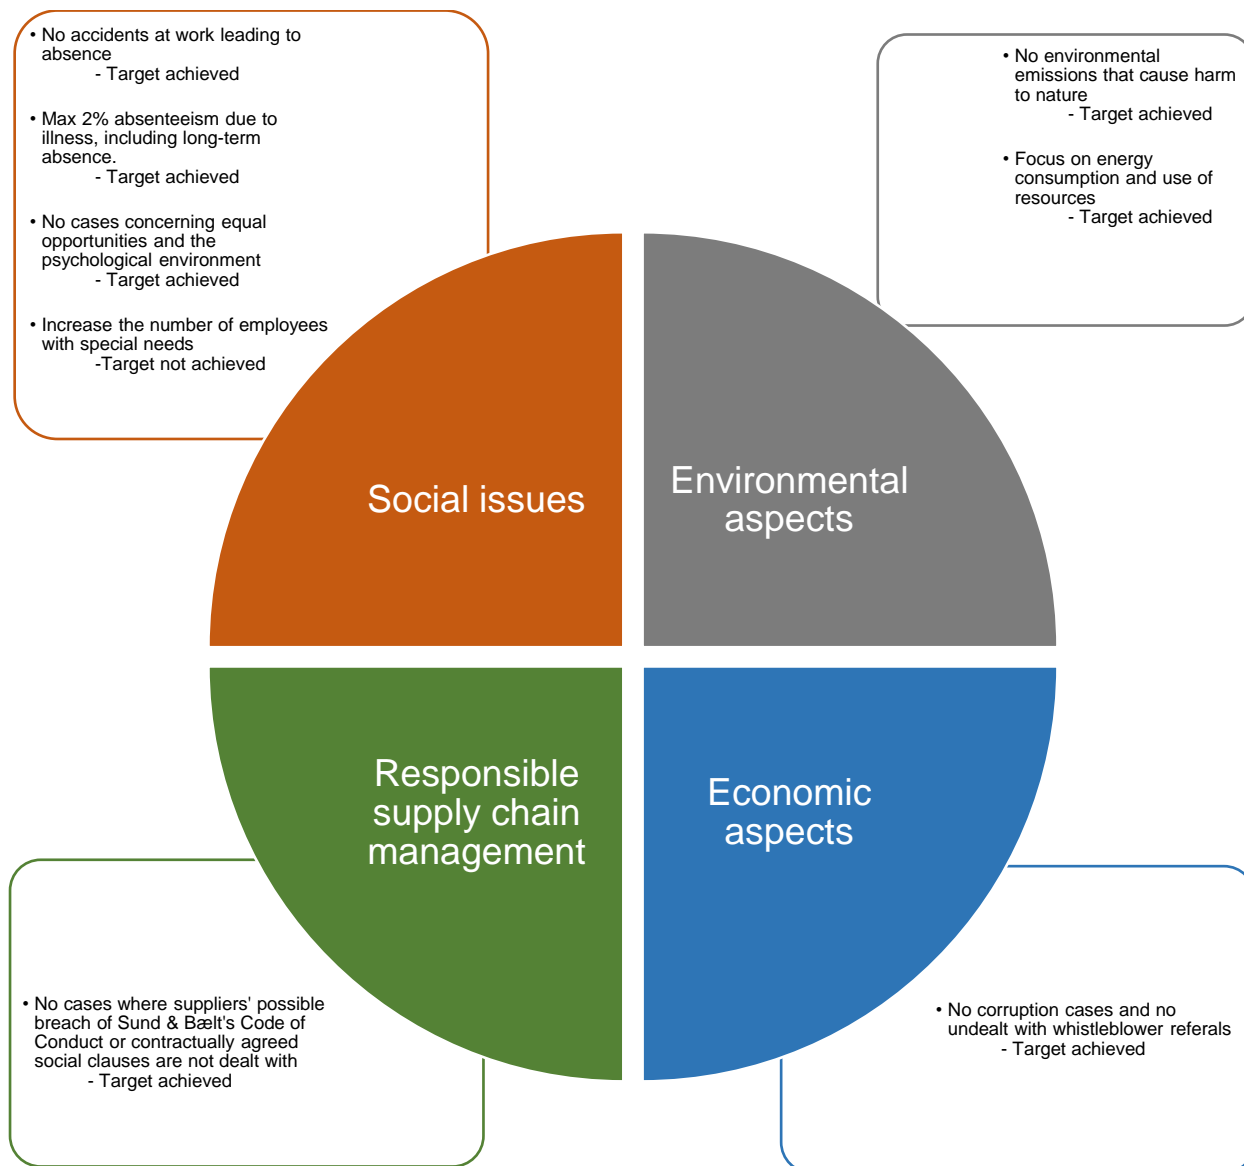 • No accidents at work leading to
absence
- Target achieved
• Max 2% absenteeism due to
illness, including long-term
absence.
- Target achieved
• No cases concerning equal
opportunities and the
psychological environment
- Target achieved
• Increase the number of employees
with special needs
-Target not achieved
• No environmental
emissions that cause harm
to nature
- Target achieved
• Focus on energy
consumption and use of
resources
- Target achieved
Social issues
Environmental
aspects
Responsible
supply chain
management
Economic
aspects
• No cases where suppliers' possible
breach of Sund & Bælt's Code of
Conduct or contractually agreed
social clauses are not dealt with
- Target achieved
• No corruption cases and no
undealt with whistleblower referals
- Target achieved